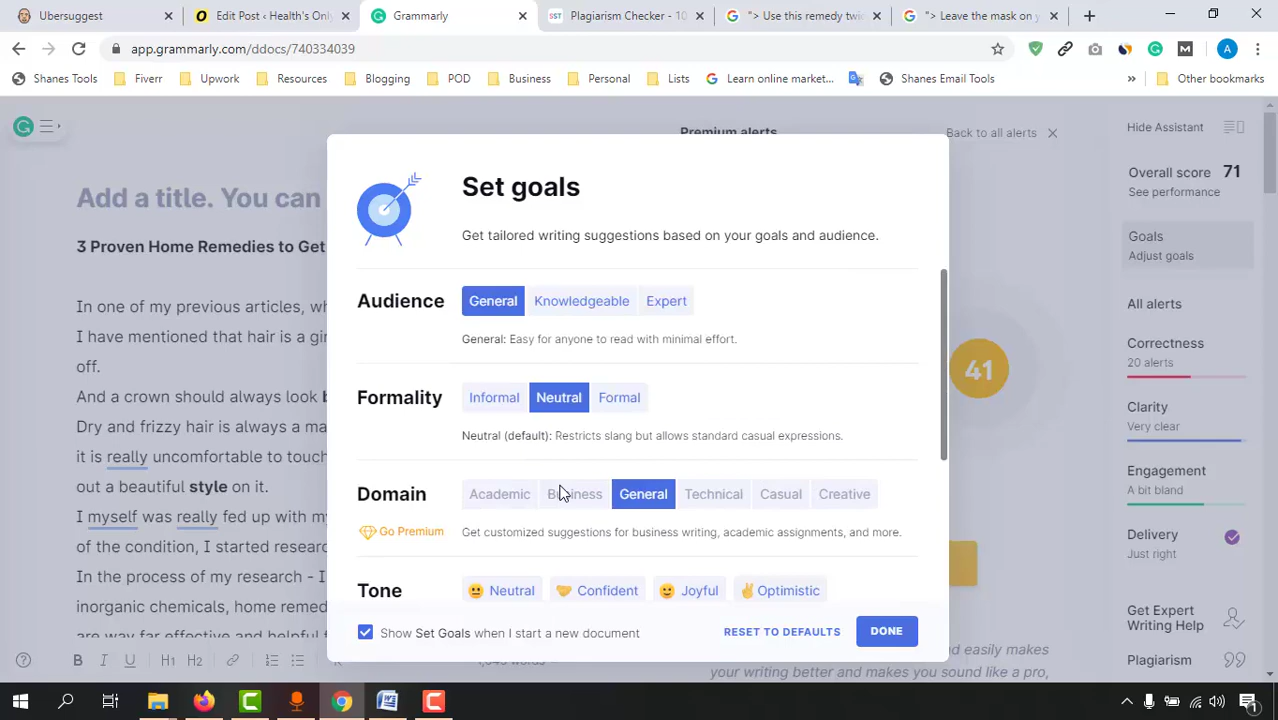 Ubersuggest
Edit Post ‹ Health's Onl
Grammarly
Plagiarism Checker - 10
"> Use this remedy twic
"> Leave the mask on y
app.grammarly.com/ddocs/740334039
A
Shanes Tools
Fiverr
Upwork
Resources
Blogging
POD
Business
Personal
Lists
Learn online market...
Shanes Email Tools
Other bookmarks
Premium alerts
Back to all alerts
Hide Assistant
Add a title. You can
3 Proven Home Remedies to Get
In one of my previous articles, wh
I have mentioned that hair is a gir
off.
And a crown should always look b
Dry and frizzy hair is always a ma
it is really uncomfortable to touch
out a beautiful style on it.
I myself was really fed up with my
of the condition, I started researc
In the process of my research - I
inorganic chemicals, home remed
are way far effective and helpful f
B I U H1 H2
Set goals
Get tailored writing suggestions based on your goals and audience.
Audience General Knowledgeable Expert
General: Easy for anyone to read with minimal effort.
Formality Informal Neutral Formal
Neutral (default): Restricts slang but allows standard casual expressions.
Domain Academic Business General Technical Casual Creative
Go Premium Get customized suggestions for business writing, academic assignments, and more.
Tone Neutral Confident Joyful Optimistic
Show Set Goals when I start a new document
RESET TO DEFAULTS
DONE
41
d easily makes
your writing better and makes you sound like a pro,
Overall score 71
See performance
Goals
Adjust goals
All alerts
Correctness
20 alerts
Clarity
Very clear
Engagement
A bit bland
Delivery
Just right
Get Expert
Writing Help
Plagiarism
1